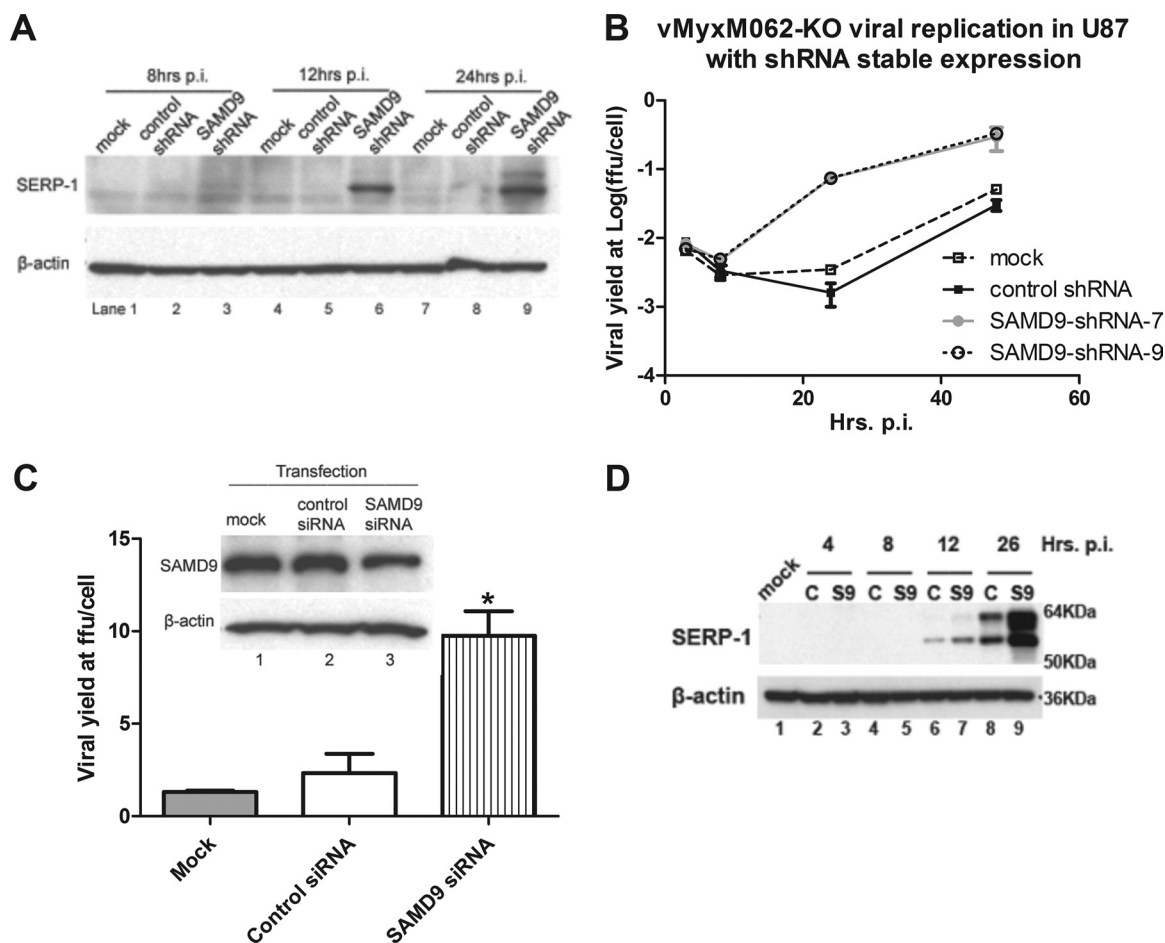 A
8hrs p.i. 12hrs p.i. 24hrs p.i.
mock control shRNA SAMD9 shRNA mock control shRNA SAMD9 shRNA mock control shRNA SAMD9 shRNA
SERP-1
β-actin
Lane 1 2 3 4 5 6 7 8 9
B
vMyxM062-KO viral replication in U87
with shRNA stable expression
Viral yield at Log(ffu/cell)
0
-1
-2
-3
-4
0 20 40 60
Hrs. p.i.
mock
control shRNA
SAMD9-shRNA-7
SAMD9-shRNA-9
C
Transfection
mock control siRNA SAMD9 siRNA
SAMD9
β-actin
1 2 3
Viral yield at ffu/cell
15
10
5
0
*
Mock Control siRNA SAMD9 siRNA
D
4 8 12 26 Hrs. p.i.
mock C S9 C S9 C S9 C S9
SERP-1
64KDa
50KDa
β-actin 36KDa
1 2 3 4 5 6 7 8 9